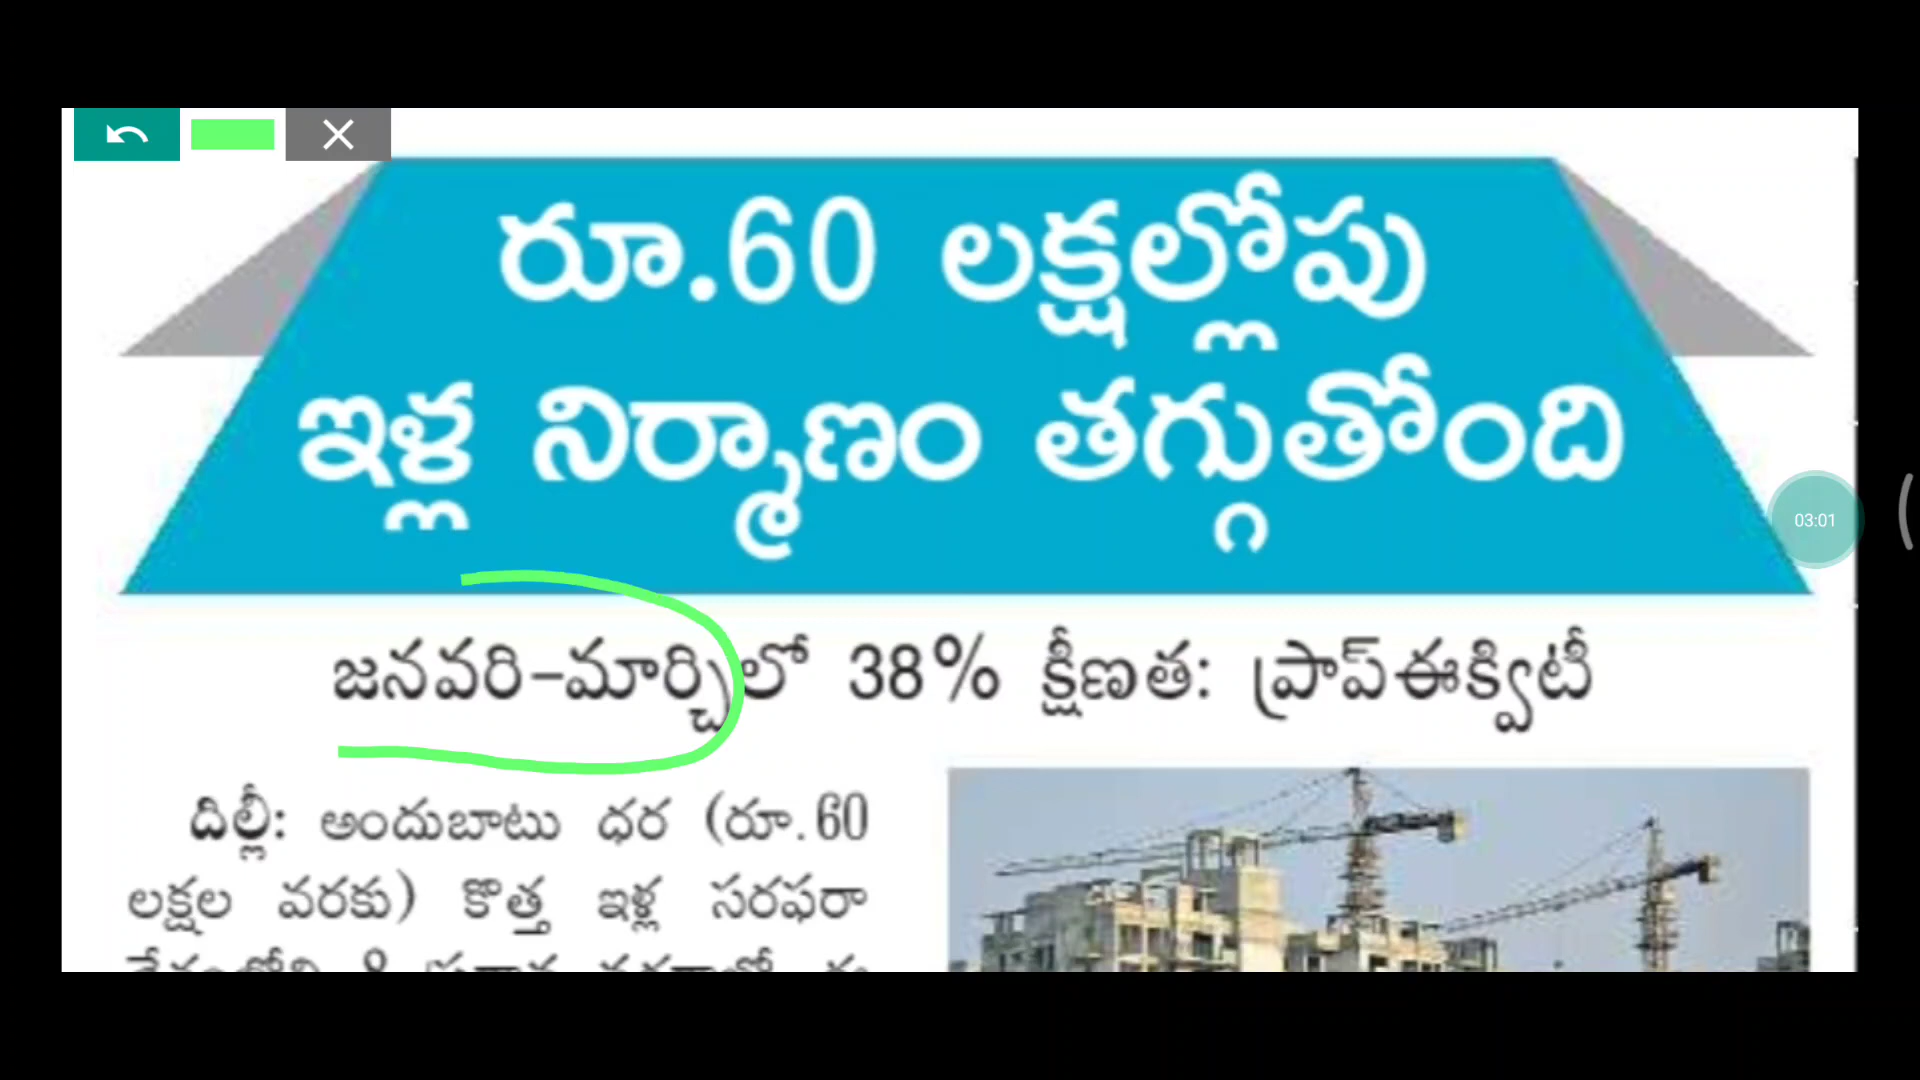 రూ.60 లక్షల్లోపు
ఇళ్ల నిర్మాణం తగ్గుతోంది
03:01
జనవరి-మార్చిలో 38% క్షీణత: ప్రాప్ఈక్విటీ
దిల్లీ: అందుబాటు ధర (రూ.60
లక్షల వరకు) కొత్త ఇళ్ల సరఫరా